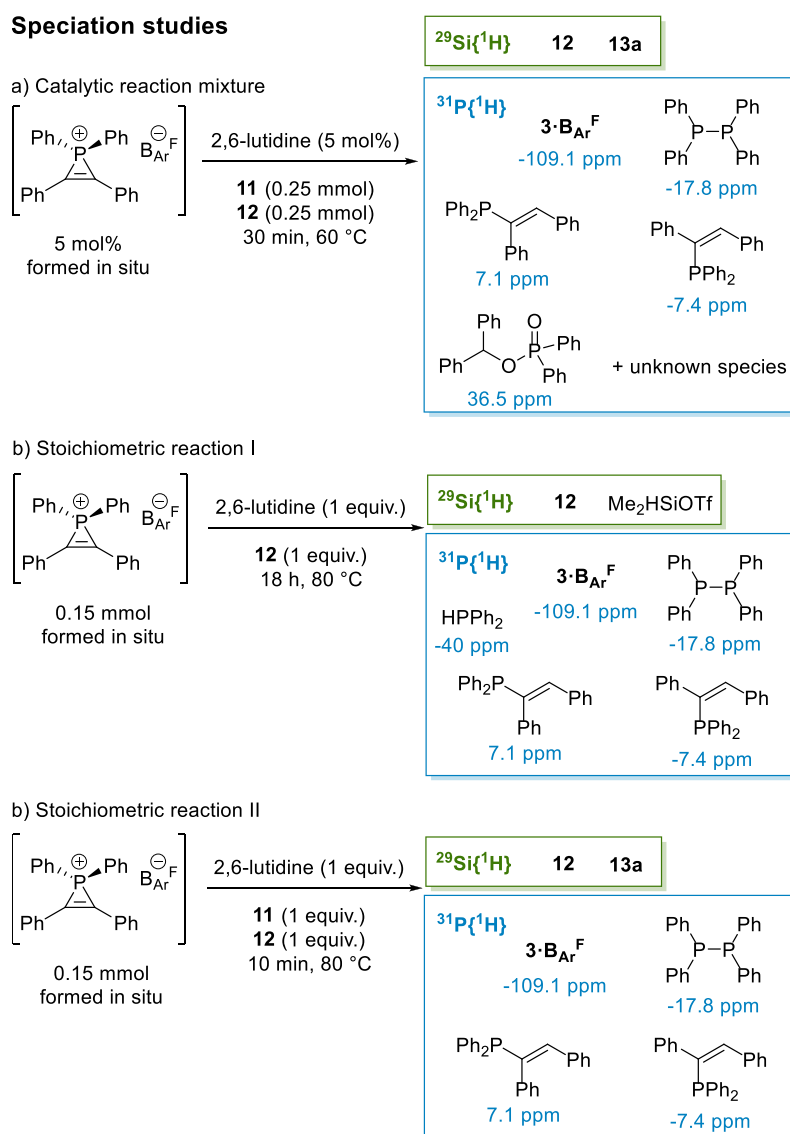 Speciation studies
29Si{1H} 12 13a
a) Catalytic reaction mixture
Ph Ph P ⊕ Ph Ph BArF ⊖
5 mol%
formed in situ
2,6-lutidine (5 mol%)
11 (0.25 mmol)
12 (0.25 mmol)
30 min, 60 °C
31P{1H}
3·BArF
-109.1 ppm
Ph Ph P P Ph Ph
-17.8 ppm
Ph2P Ph Ph
7.1 ppm
Ph Ph PPh2
-7.4 ppm
Ph Ph O P O Ph Ph
36.5 ppm
+ unknown species
b) Stoichiometric reaction I
Ph Ph P ⊕ Ph Ph BArF ⊖
0.15 mmol
formed in situ
2,6-lutidine (1 equiv.)
12 (1 equiv.)
18 h, 80 °C
29Si{1H} 12 Me2HSiOTf
31P{1H}
3·BArF
-109.1 ppm
HPPh2
-40 ppm
Ph Ph P P Ph Ph
-17.8 ppm
Ph2P Ph Ph
7.1 ppm
Ph Ph PPh2
-7.4 ppm
b) Stoichiometric reaction II
Ph Ph P ⊕ Ph Ph BArF ⊖
0.15 mmol
formed in situ
2,6-lutidine (1 equiv.)
11 (1 equiv.)
12 (1 equiv.)
10 min, 80 °C
29Si{1H} 12 13a
31P{1H}
3·BArF
-109.1 ppm
Ph Ph P P Ph Ph
-17.8 ppm
Ph2P Ph Ph
7.1 ppm
Ph Ph PPh2
-7.4 ppm